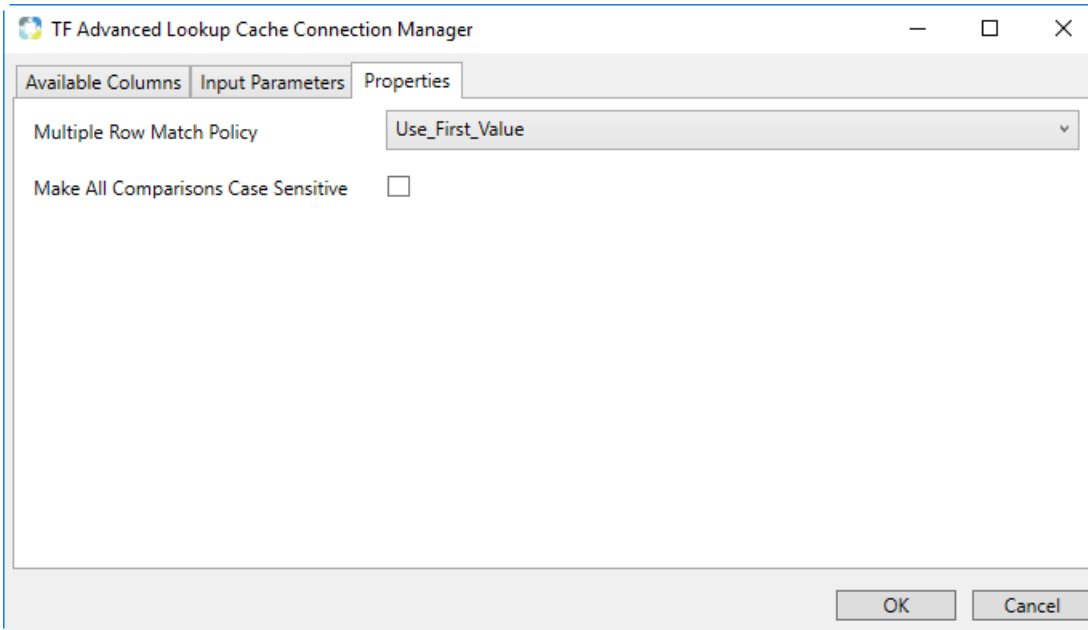 TF Advanced Lookup Cache Connection Manager
Available Columns Input Parameters Properties
Multiple Row Match Policy Use_First_Value
Make All Comparisons Case Sensitive
OK Cancel